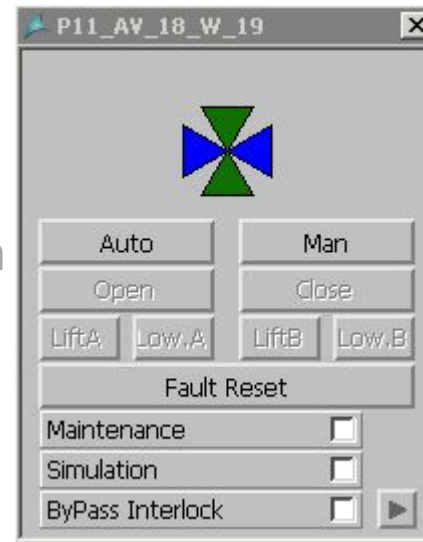 P11_AV_18_W_19
Auto Man
Open Close
LiftA Low.A LiftB Low.B
Fault Reset
Maintenance
Simulation
ByPass Interlock